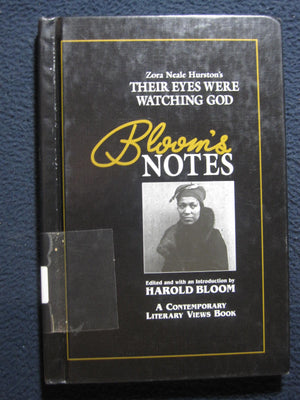 Zora Neale Hurston's
THEIR EYES WERE
WATCHING GOD
Bloom's
NOTES
Edited and with an Introduction by
HAROLD BLOOM
A CONTEMPORARY
LITERARY VIEWS BOOK